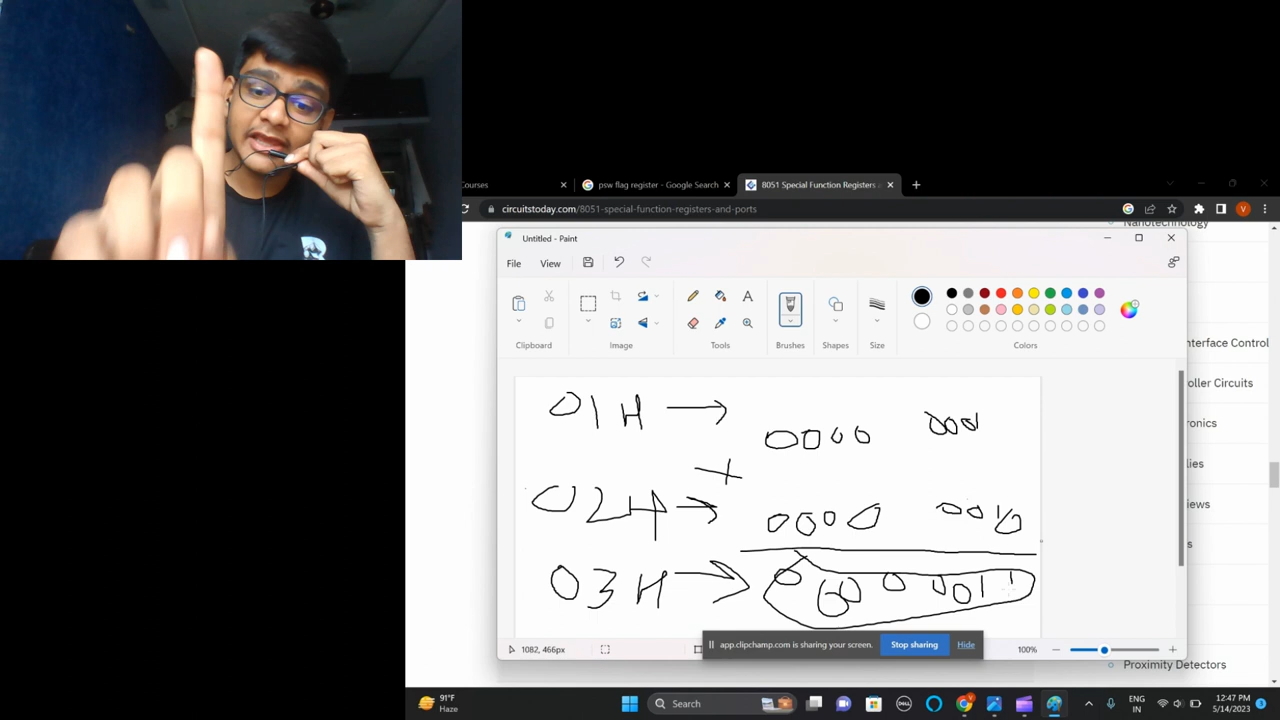 Courses
psw flag register - Google Search
8051 Special Function Registers a
circuitstoday.com/8051-special-function-registers-and-ports
V
Nanotechnology
Untitled - Paint
File
View
A
Clipboard
Image
Tools
Brushes
Shapes
Size
Colors
nterface Control
oller Circuits
ronics
lies
iews
s
01H → 0000 0001
+
02H → 0000 0010
03H → 0000 0011
app.clipchamp.com is sharing your screen.
Stop sharing
Hide
1082, 466px
100%
Proximity Detectors
91°F
Haze
Search
DELL
ENG
IN
12:47 PM
5/14/2023